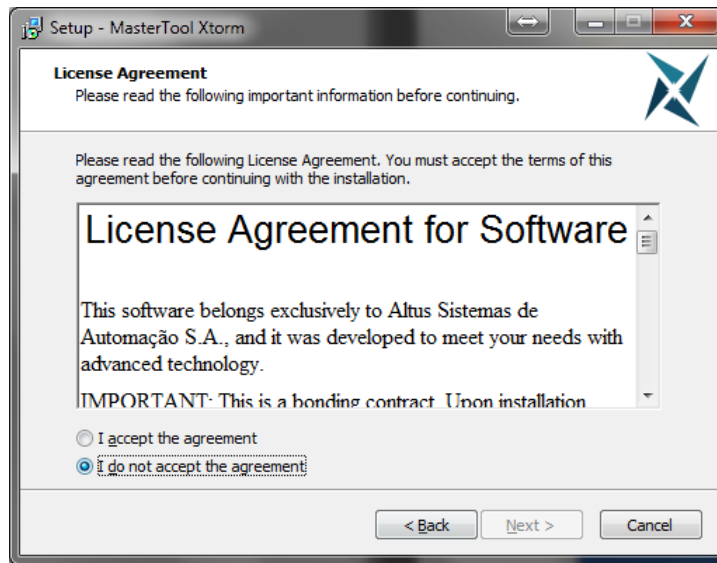 Setup - MasterTool Xtorm
License Agreement
Please read the following important information before continuing.
Please read the following License Agreement. You must accept the terms of this
agreement before continuing with the installation.
License Agreement for Software
This software belongs exclusively to Altus Sistemas de
Automação S.A., and it was developed to meet your needs with
advanced technology.
IMPORTANT: This is a bonding contract. Upon installation
I accept the agreement
I do not accept the agreement
< Back
Next >
Cancel